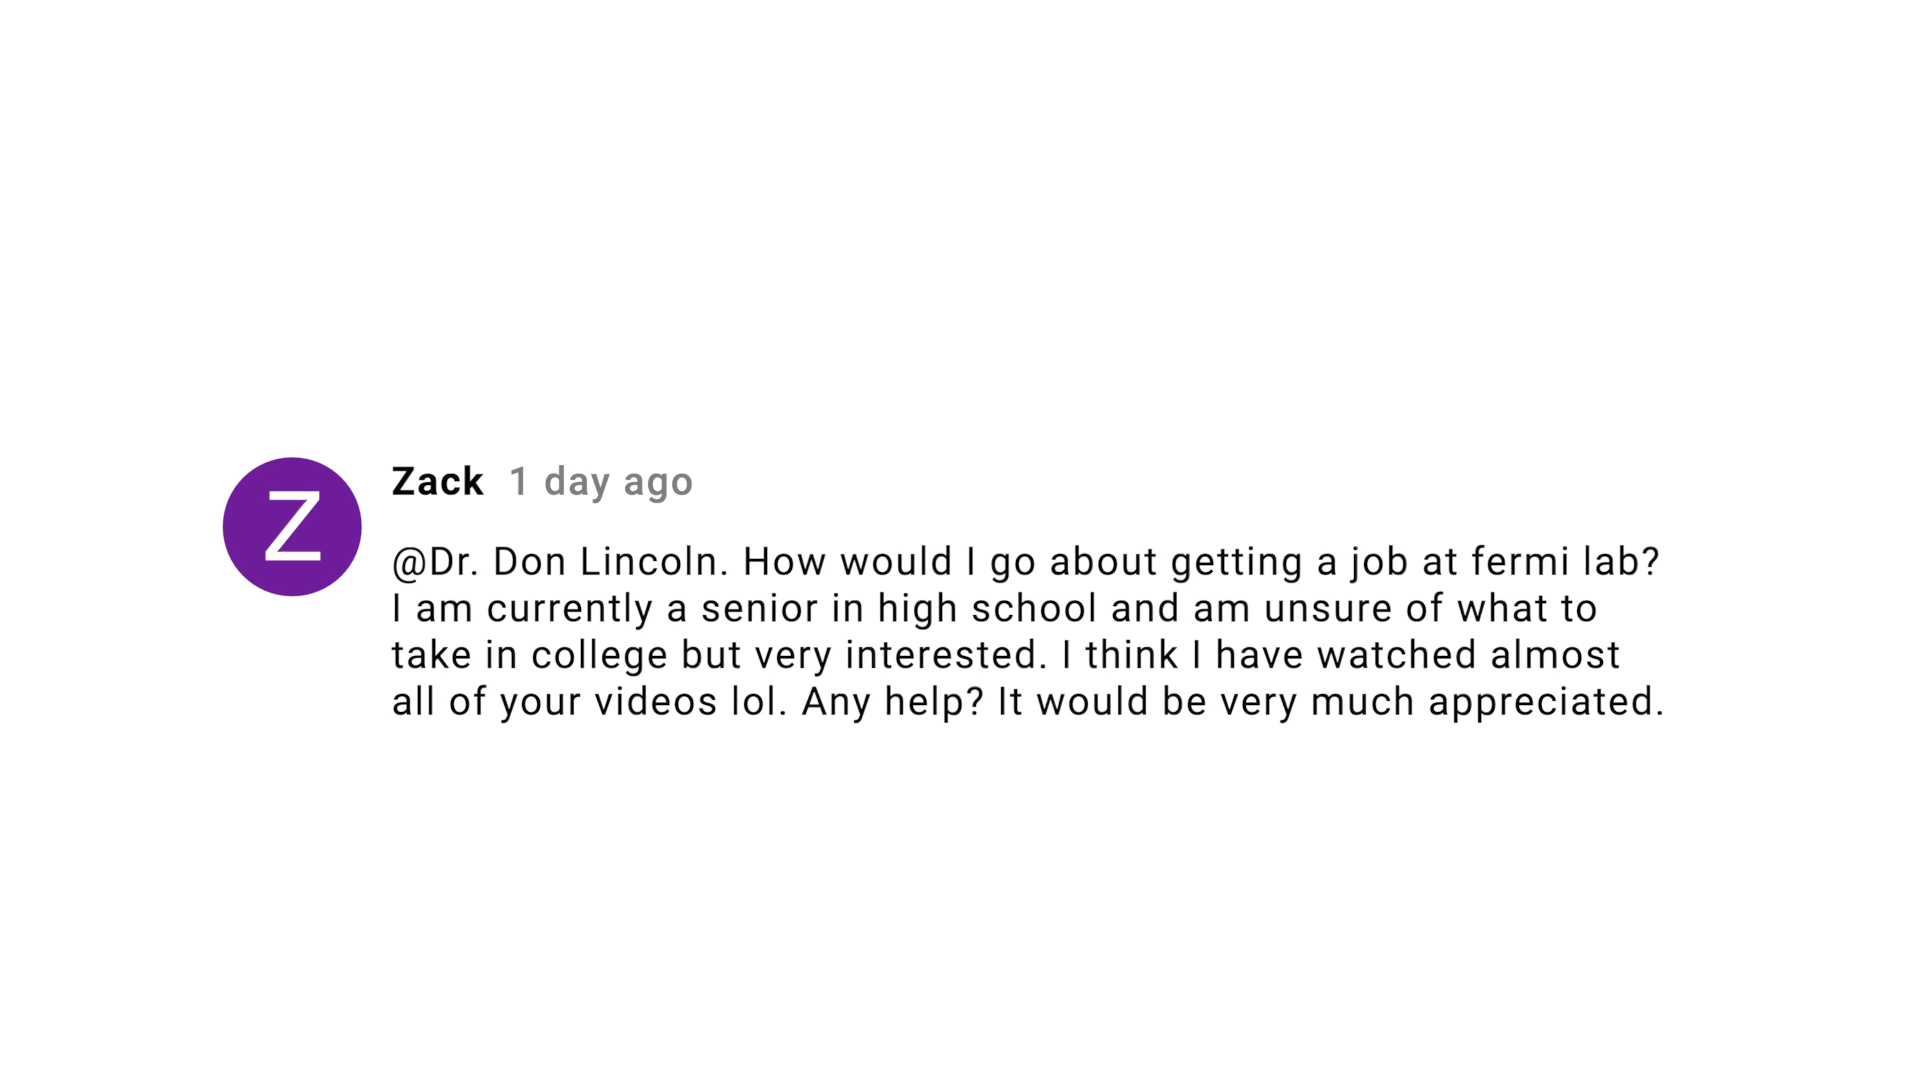 Z
Zack 1 day ago
@Dr. Don Lincoln. How would I go about getting a job at fermi lab?
I am currently a senior in high school and am unsure of what to
take in college but very interested. I think I have watched almost
all of your videos lol. Any help? It would be very much appreciated.